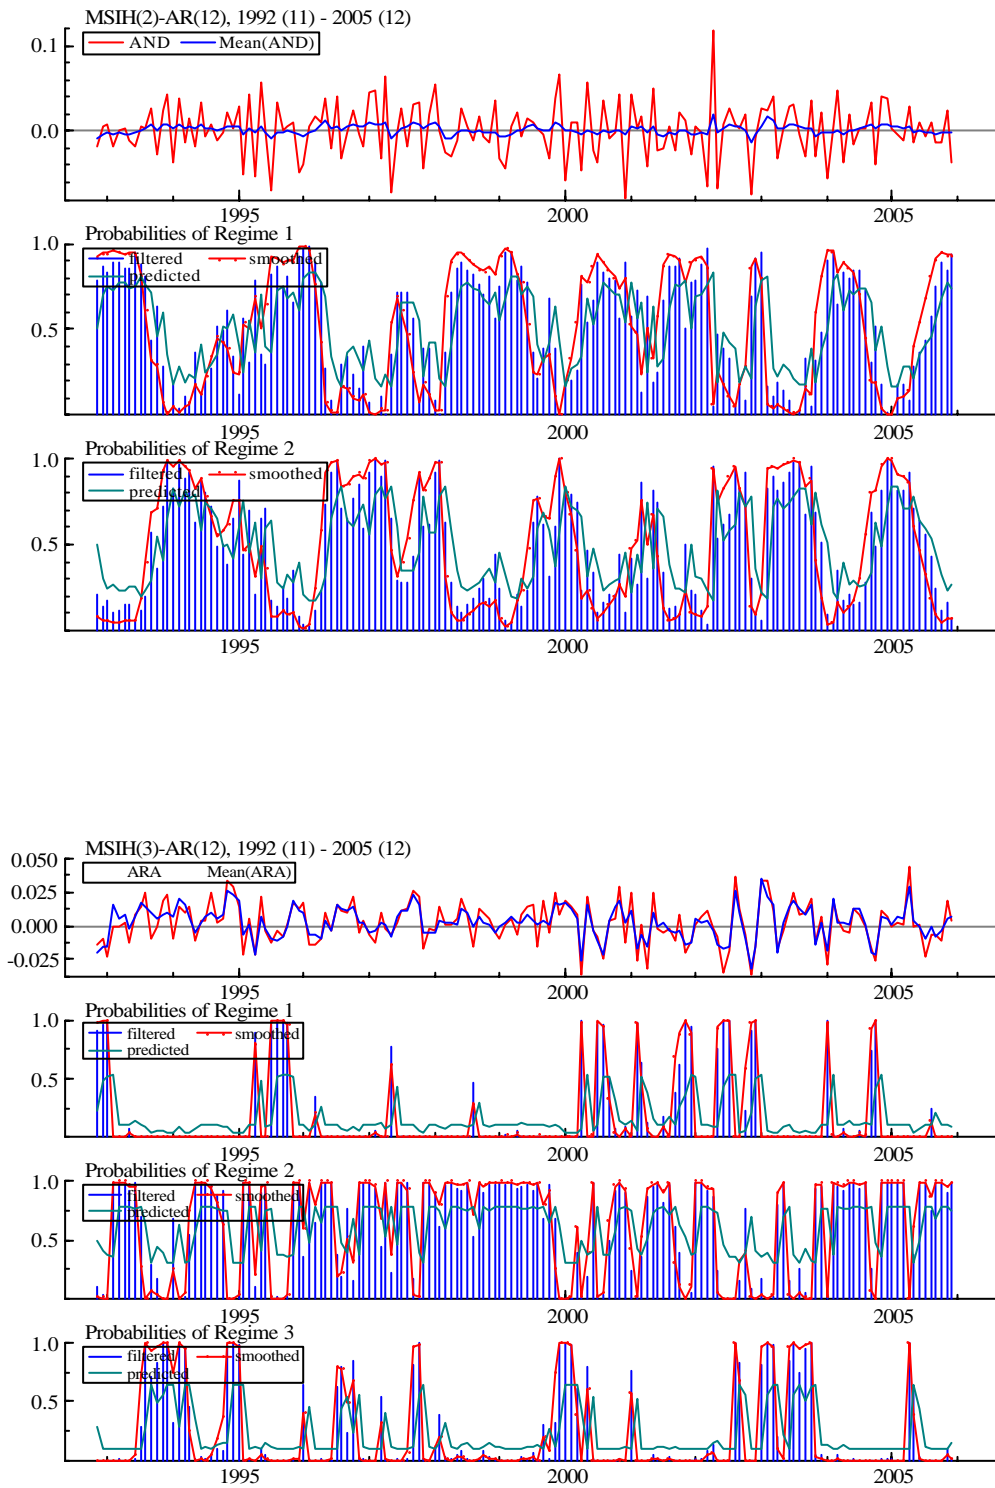 MSIH(2)-AR(12), 1992 (11) - 2005 (12)
AND Mean(AND)
0.1
0.0
1995 2000 2005
Probabilities of Regime 1
1.0
filtered smoothed
predicted
0.5
1995 2000 2005
Probabilities of Regime 2
1.0
filtered smoothed
predicted
0.5
1995 2000 2005
MSIH(3)-AR(12), 1992 (11) - 2005 (12)
0.050
ARA Mean(ARA)
0.025
0.000
-0.025
1995 2000 2005
Probabilities of Regime 1
1.0
filtered smoothed
predicted
0.5
1995 2000 2005
Probabilities of Regime 2
1.0
filtered smoothed
predicted
0.5
1995 2000 2005
Probabilities of Regime 3
1.0
filtered smoothed
predicted
0.5
1995 2000 2005